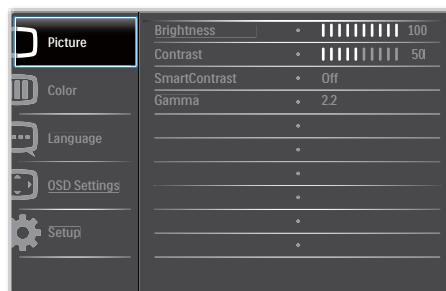 Picture
Color
Language
OSD Settings
Setup
Brightness 100
Contrast 50
SmartContrast Off
Gamma 2.2